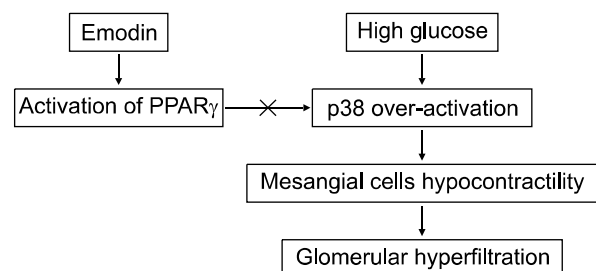 Emodin
High glucose
Activation of PPARγ
p38 over-activation
Mesangial cells hypocontractility
Glomerular hyperfiltration